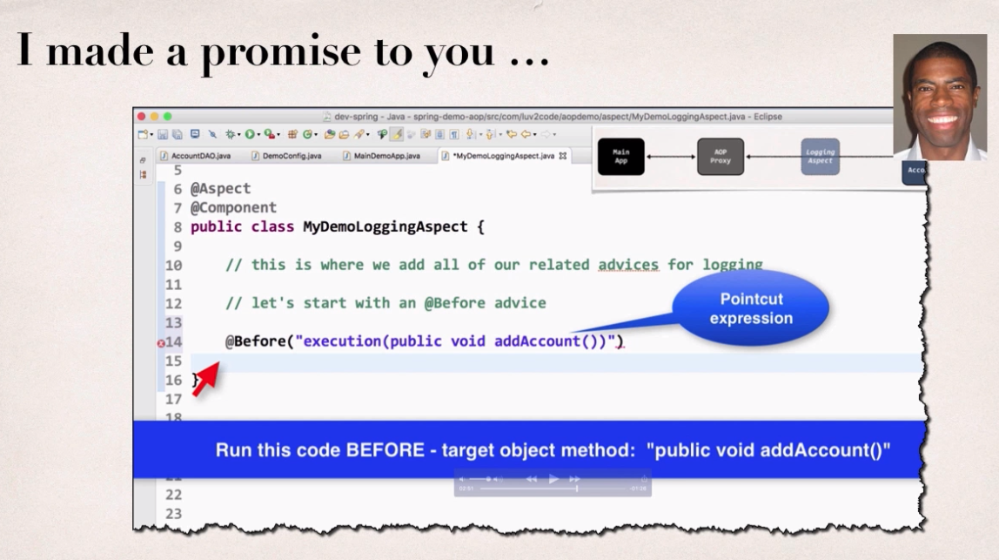 I made a promise to you ...
dev-spring - Java - spring-demo-aop/src/com/luv2code/aopdemo/aspect/MyDemoLoggingAspect.java - Eclipse
AccountDAO.java DemoConfig.java MainDemoApp.java *MyDemoLoggingAspect.java
Main App
AOP Proxy
Logging Aspect
Acco
5
6 @Aspect
7 @Component
8 public class MyDemoLoggingAspect {
9
10 // this is where we add all of our related advices for logging
11
12 // let's start with an @Before advice
13
14 @Before("execution(public void addAccount())")
15
16 }
17
18
Pointcut
expression
Run this code BEFORE - target object method: "public void addAccount()"
02:51 -01:28
22
23